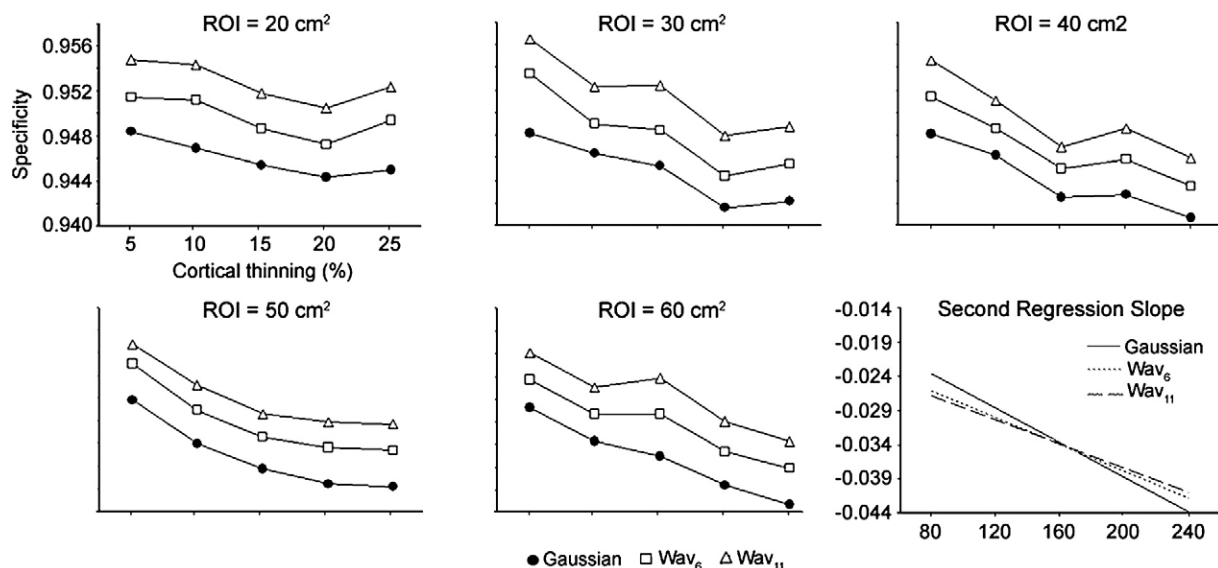 ROI = 20 cm²
ROI = 30 cm²
ROI = 40 cm2
Specificity
0.956
0.952
0.948
0.944
0.940
5 10 15 20 25
Cortical thinning (%)
ROI = 50 cm²
ROI = 60 cm²
Second Regression Slope
-0.014
-0.019
-0.024
-0.029
-0.034
-0.039
-0.044
Gaussian
Wav₆
Wav₁₁
80 120 160 200 240
Gaussian Wav₆ Wav₁₁